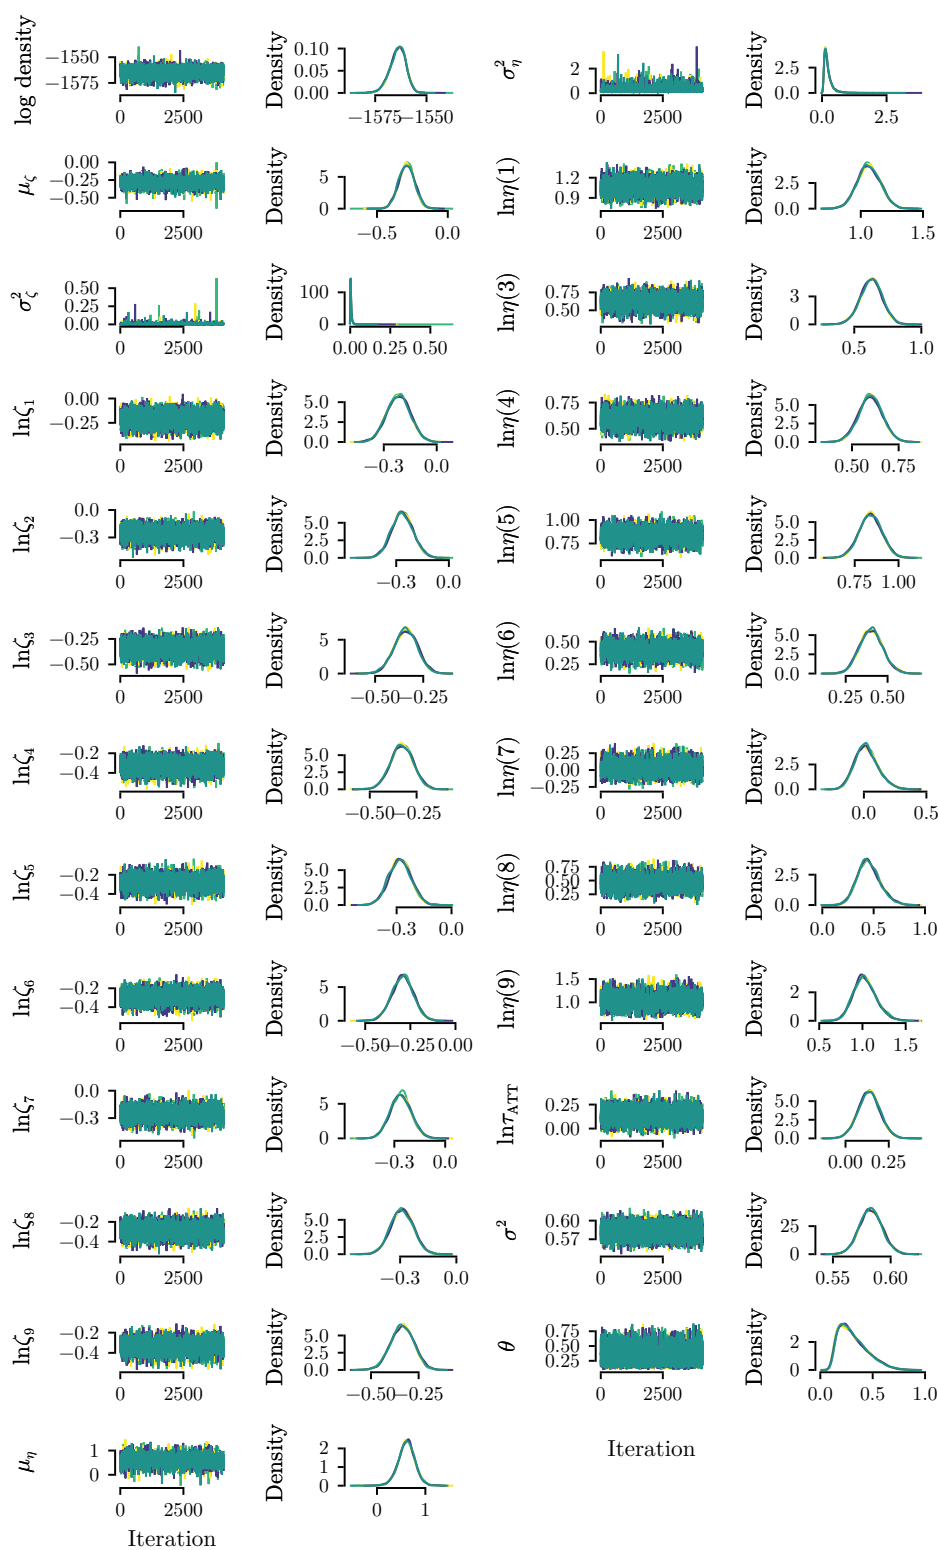 log density −1550 −1575 0 2500 Density 0.10 0.05 0.00 −1575 −1550
μζ 0.00 −0.25 −0.50 0 2500 Density 5 0 −0.5 0.0
σ²ζ 0.50 0.25 0.00 0 2500 Density 100 0 0.00 0.25 0.50
lnζ1 0.00 −0.25 0 2500 Density 5.0 2.5 0.0 −0.3 0.0
lnζ2 0.0 −0.3 0 2500 Density 5.0 2.5 0.0 −0.3 0.0
lnζ3 −0.25 −0.50 0 2500 Density 5 0 −0.50 −0.25
lnζ4 −0.2 −0.4 0 2500 Density 5.0 2.5 0.0 −0.50 −0.25
lnζ5 −0.2 −0.4 0 2500 Density 5.0 2.5 0.0 −0.3 0.0
lnζ6 −0.2 −0.4 0 2500 Density 5 0 −0.50 −0.25 0.00
lnζ7 0.0 −0.3 0 2500 Density 5 0 −0.3 0.0
lnζ8 −0.2 −0.4 0 2500 Density 5.0 2.5 0.0 −0.3 0.0
lnζ9 −0.2 −0.4 0 2500 Density 5.0 2.5 0.0 −0.50 −0.25
μη 1 0 0 2500 Density 2 1 0 0 1
Iteration
σ²η 2 0 0 2500 Density 2.5 0.0 0.0 2.5
lnη(1) 1.2 0.9 0 2500 Density 2.5 0.0 1.0 1.5
lnη(3) 0.75 0.50 0 2500 Density 3 0 0.5 1.0
lnη(4) 0.75 0.50 0 2500 Density 5.0 2.5 0.0 0.50 0.75
lnη(5) 1.00 0.75 0 2500 Density 5.0 2.5 0.0 0.75 1.00
lnη(6) 0.50 0.25 0 2500 Density 5.0 2.5 0.0 0.25 0.50
lnη(7) 0.25 0.00 −0.25 0 2500 Density 2.5 0.0 0.0 0.5
lnη(8) 0.75 0.50 0.25 0 2500 Density 2.5 0.0 0.0 0.5 1.0
lnη(9) 1.5 1.0 0 2500 Density 2 0 0.5 1.0 1.5
lnτATT 0.25 0.00 0 2500 Density 5.0 2.5 0.0 0.00 0.25
σ² 0.60 0.57 0 2500 Density 25 0 0.55 0.60
θ 0.75 0.50 0.25 0 2500 Density 2 0 0.0 0.5 1.0
Iteration